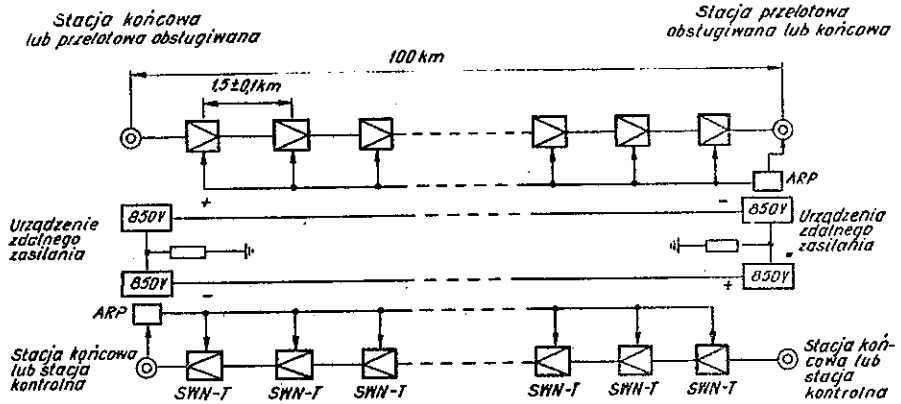 Stacja końcowa
lub przelotowa obsługiwana
Stacja przelotowa
obsługiwana lub końcowa
100 km
1,5±0,1km
ARP
+
-
850V
850V
Urządzenie
zdalnego
zasilania
Urządzenia
zdalnego
zasilania
850V
850V
-
+
ARP
Stacja końcowa
lub stacja
kontrolna
SWN-T
SWN-T
SWN-T
SWN-T
SWN-T
SWN-T
Stacja koń-
cowa lub
stacja
kontrolna